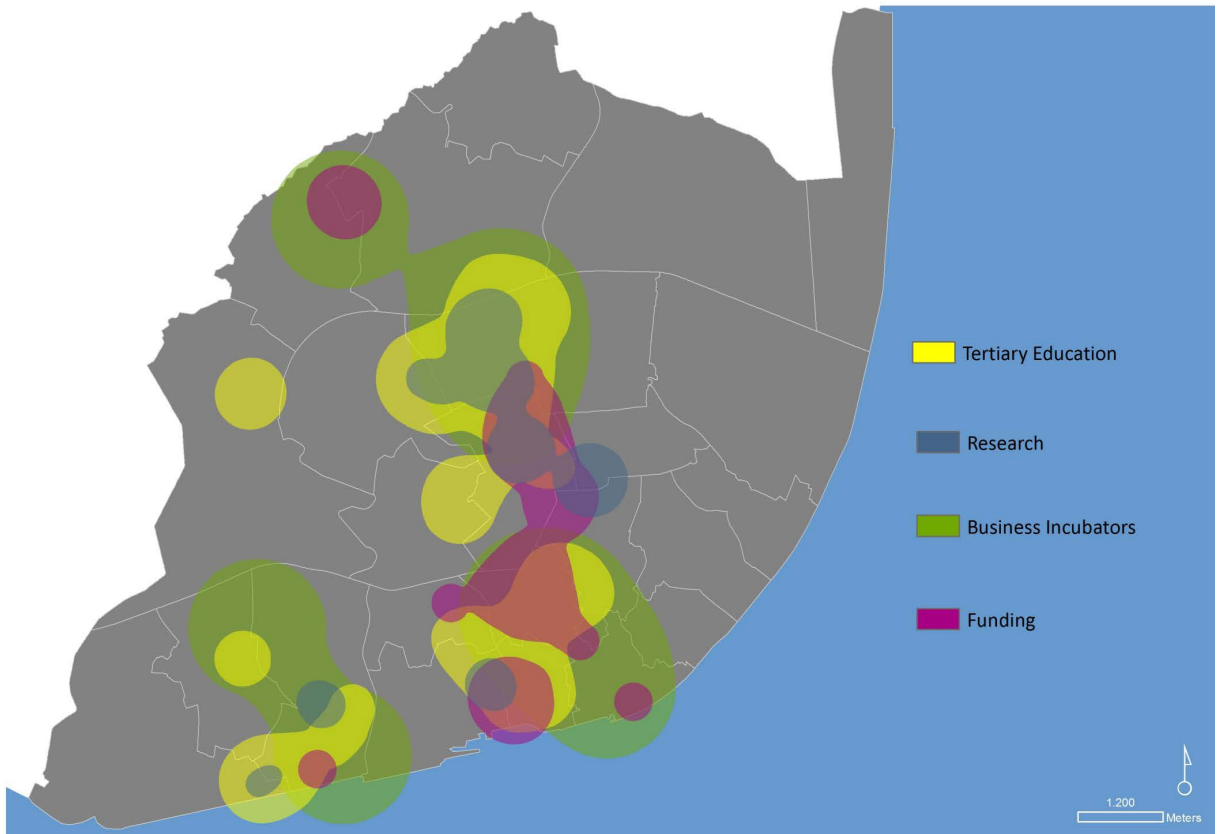 Tertiary Education
Research
Business Incubators
Funding
1.200
Meters